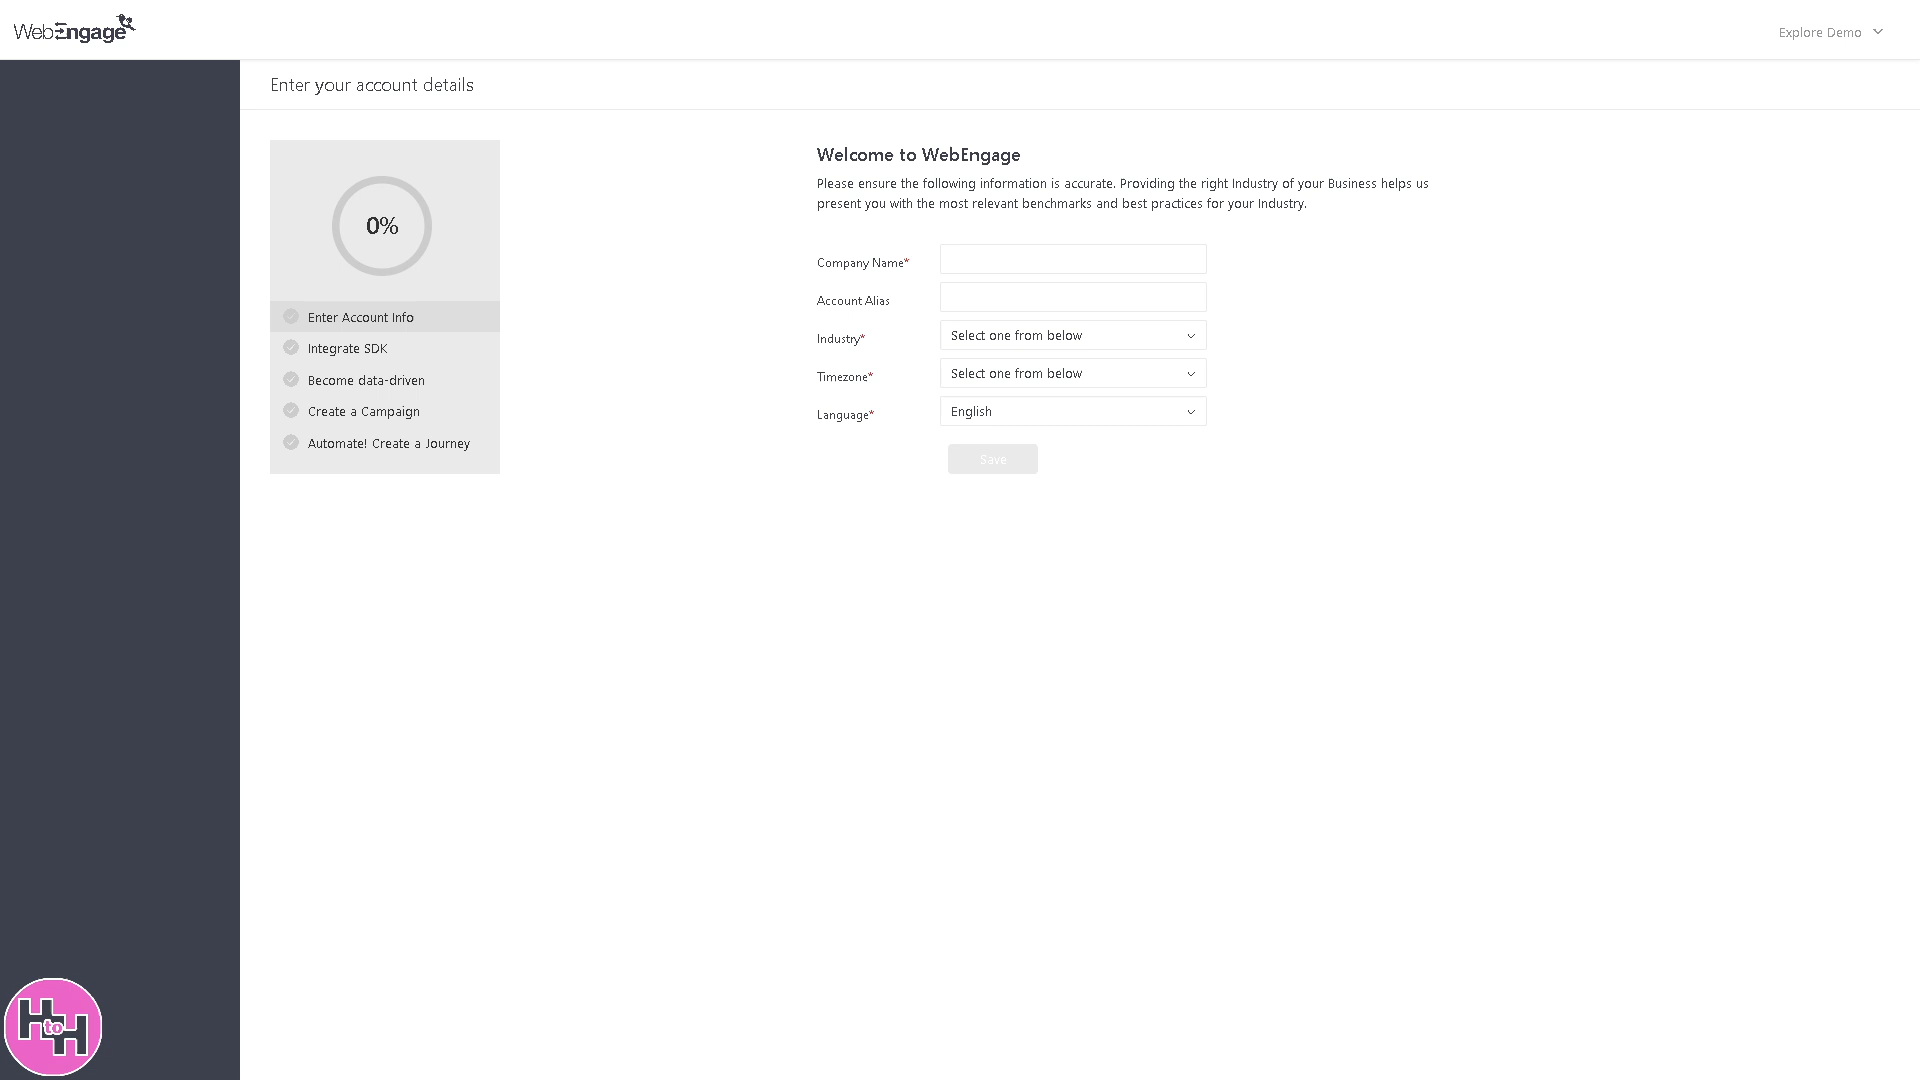 WebEngage
Explore Demo
Enter your account details
0%
Enter Account Info
Integrate SDK
Become data-driven
Create a Campaign
Automate! Create a Journey
Welcome to WebEngage
Please ensure the following information is accurate. Providing the right Industry of your Business helps us
present you with the most relevant benchmarks and best practices for your Industry.
Company Name*
Account Alias
Industry* Select one from below
Timezone* Select one from below
Language* English
Save
H to H